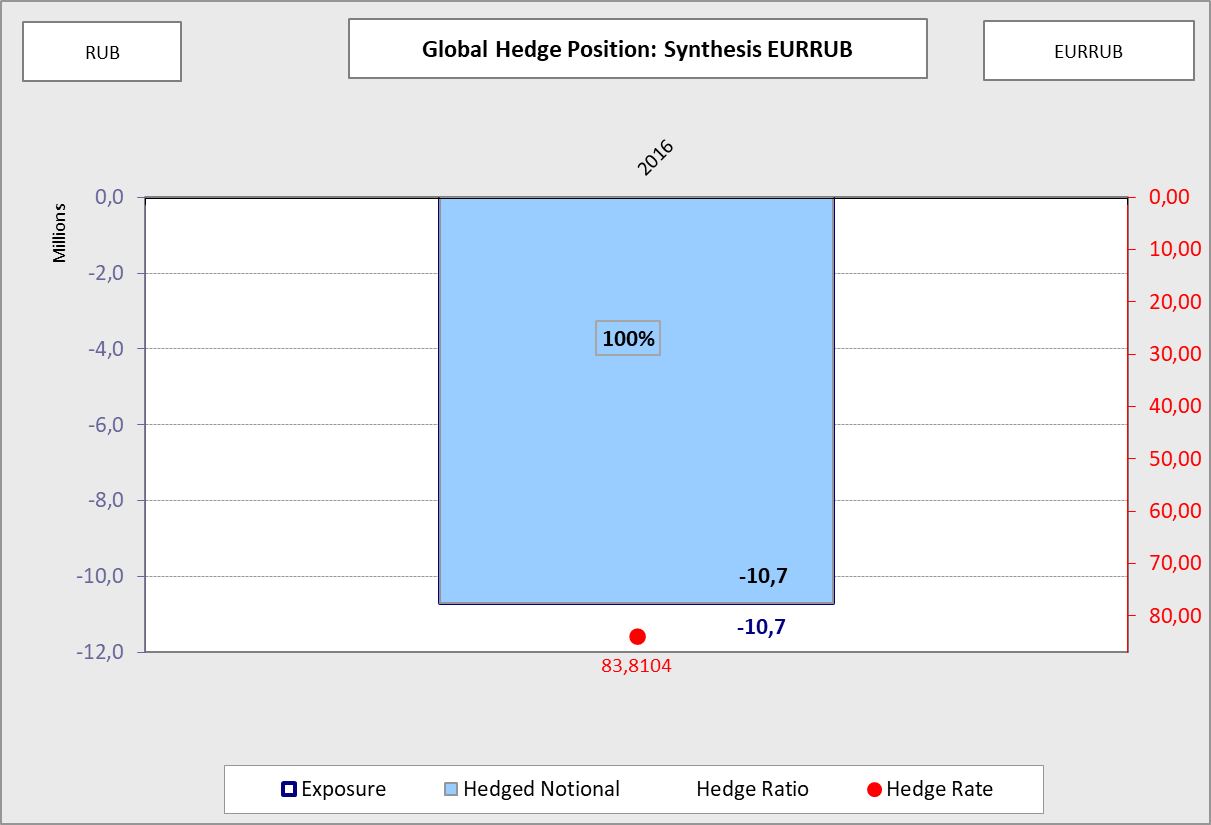 RUB
Global Hedge Position: Synthesis EURRUB
EURRUB
2016
Millions
0,0
-2,0
-4,0
-6,0
-8,0
-10,0
-12,0
0,00
10,00
20,00
30,00
40,00
50,00
60,00
70,00
80,00
100%
-10,7
-10,7
83,8104
Exposure
Hedged Notional
Hedge Ratio
Hedge Rate